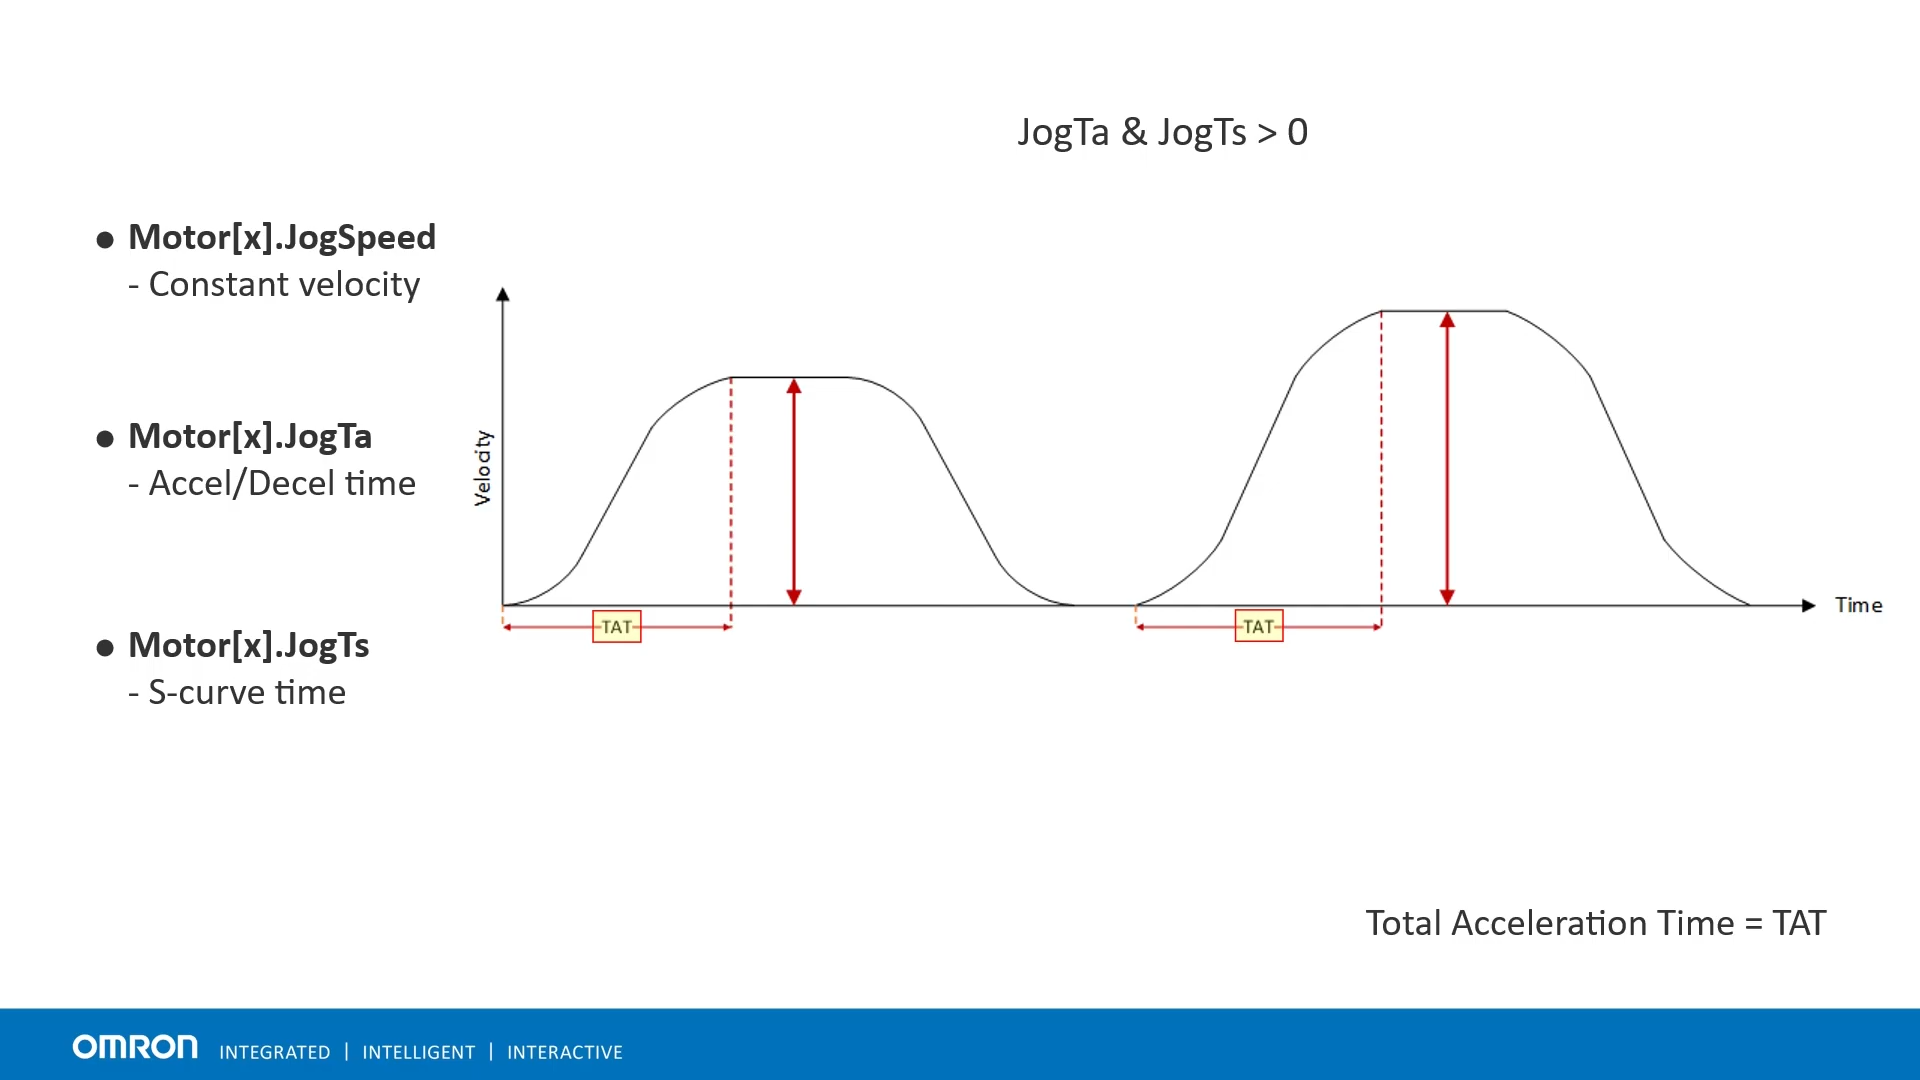 JogTa & JogTs > 0
● Motor[x].JogSpeed
- Constant velocity
● Motor[x].JogTa
- Accel/Decel time
● Motor[x].JogTs
- S-curve time
Velocity
TAT
TAT
Time
Total Acceleration Time = TAT
OMRON INTEGRATED | INTELLIGENT | INTERACTIVE